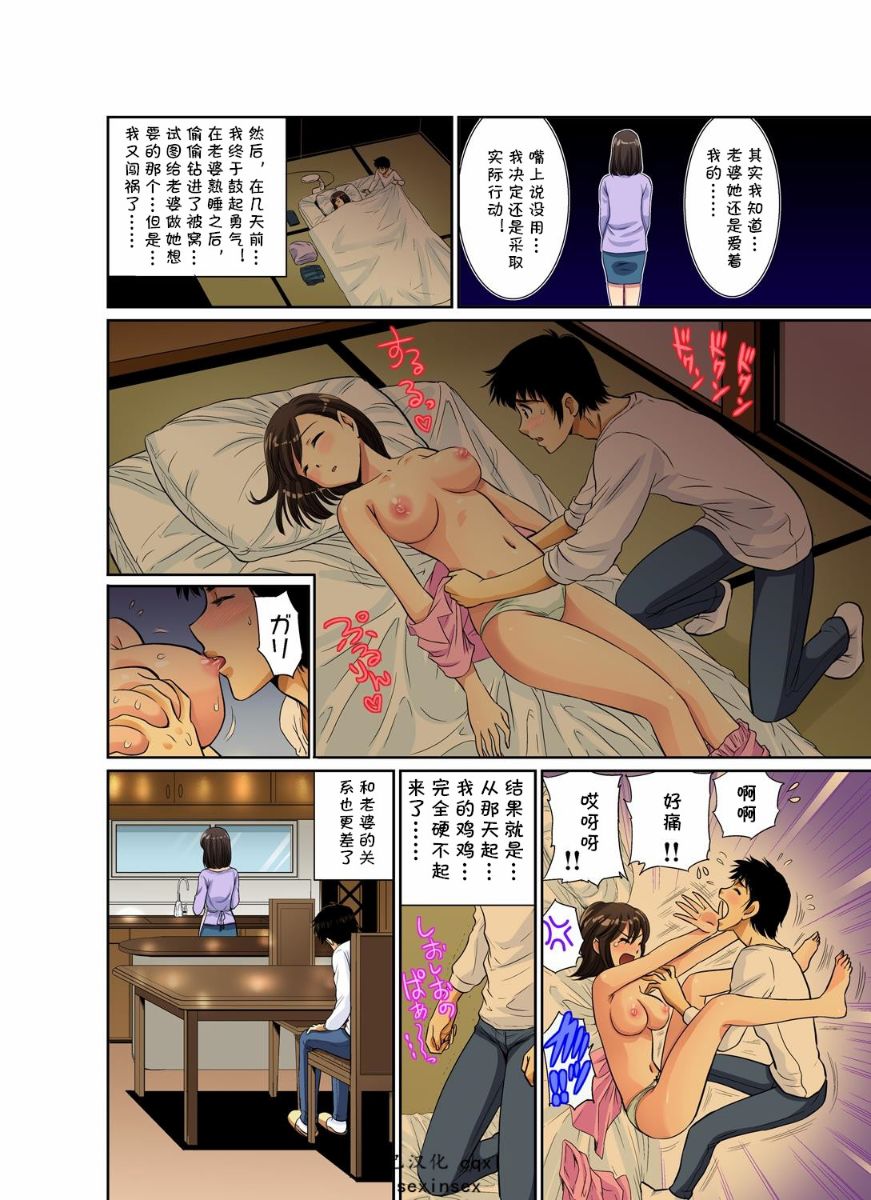 其实我知道…
老婆她还是爱着
我的……
嘴上说没用…
我决定还是采取
实际行动！
然后，在几天前…
我终于鼓起勇气！
在老婆熟睡之后，
偷偷钻进了被窝…
试图给老婆做她想
要的那个…但是…
我又闯祸了……
ドクン
ドクン
ドクン
するるっ♡
ぷるりん♡
ガリ
啊啊
好痛!!
哎呀呀!!
结果就是…
从那天起…
我的鸡鸡…
完全硬不起
来了……
しおしおの
ぱぁ～…
和老婆的关
系也更差了
汉化 cqxl
sexinsex